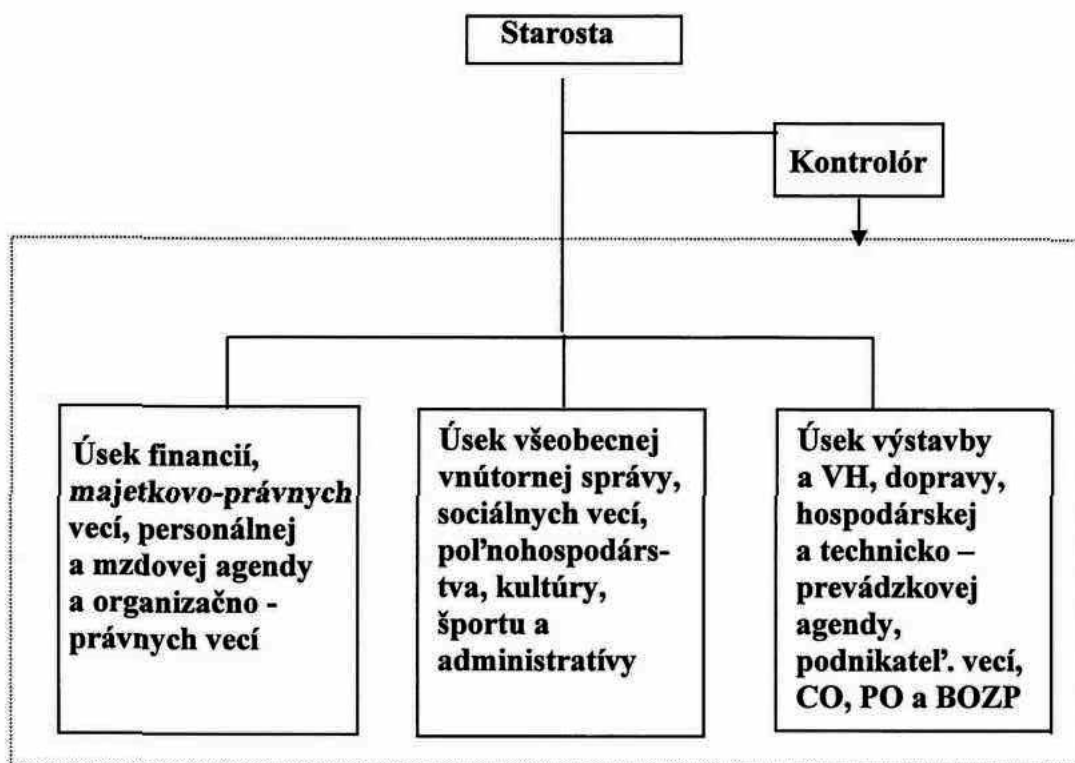 Starosta
Kontrolór
Úsek financií,
majetkovo-právnych
vecí, personálnej
a mzdovej agendy
a organizačno -
právnych vecí
Úsek všeobecnej
vnútornej správy,
sociálnych vecí,
poľnohospodárs-
tva, kultúry,
športu a
administratívy
Úsek výstavby
a VH, dopravy,
hospodárskej
a technicko –
prevádzkovej
agendy,
podnikateľ. vecí,
CO, PO a BOZP